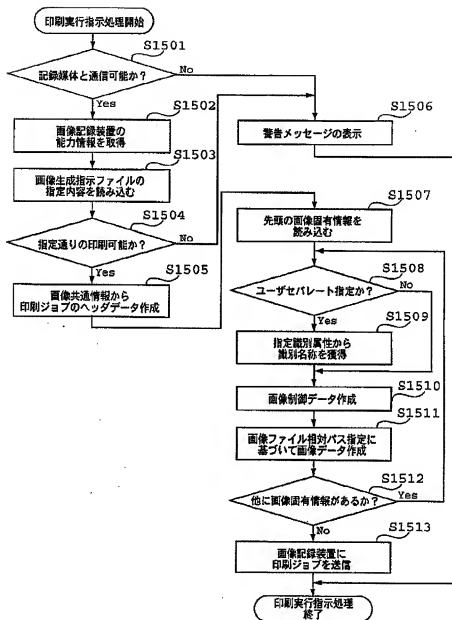 印刷実行指示処理開始
S1501
記録媒体と通信可能か?
No
Yes
S1502
画像記録装置の
能力情報を取得
S1503
画像生成指示ファイルの
指定内容を読み込む
S1504
指定通りの印刷可能か?
No
Yes
S1505
画像共通情報から
印刷ジョブのヘッダデータ作成
S1506
警告メッセージの表示
S1507
先頭の画像固有情報を
読み込む
S1508
ユーザセパレート指定か?
No
Yes
S1509
指定識別属性から
識別名称を獲得
S1510
画像制御データ作成
S1511
画像ファイル相対パス指定に
基づいて画像データ作成
S1512
他に画像固有情報があるか?
Yes
No
S1513
画像記録装置に
印刷ジョブを送信
印刷実行指示処理
終了